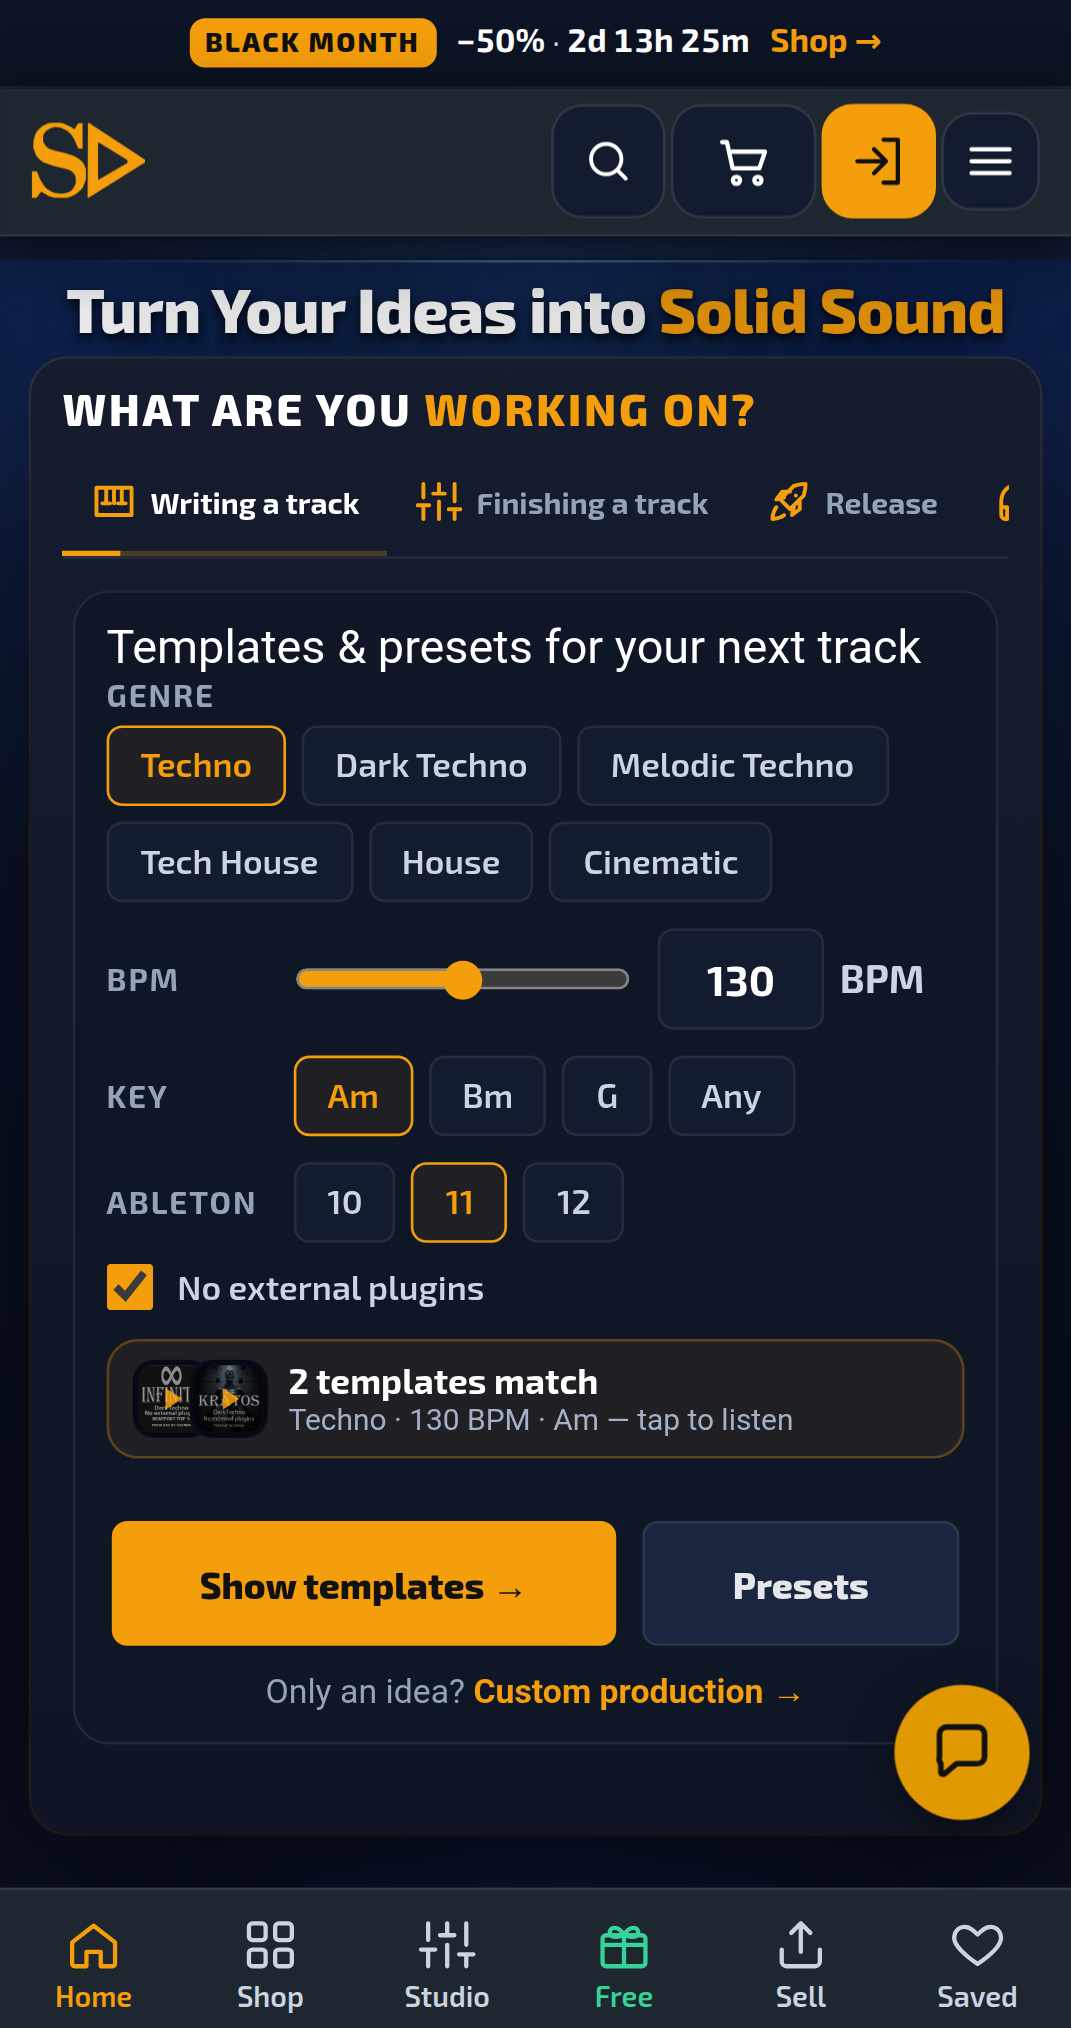 BLACK MONTH −50% · 2d 13h 25m Shop →
S
Turn Your Ideas into Solid Sound
WHAT ARE YOU WORKING ON?
Writing a track Finishing a track Release
Templates & presets for your next track
GENRE
Techno Dark Techno Melodic Techno
Tech House House Cinematic
BPM 130 BPM
KEY Am Bm G Any
ABLETON 10 11 12
No external plugins
INFINIT KRATOS
2 templates match
Techno · 130 BPM · Am — tap to listen
Show templates → Presets
Only an idea? Custom production →
Home Shop Studio Free Sell Saved